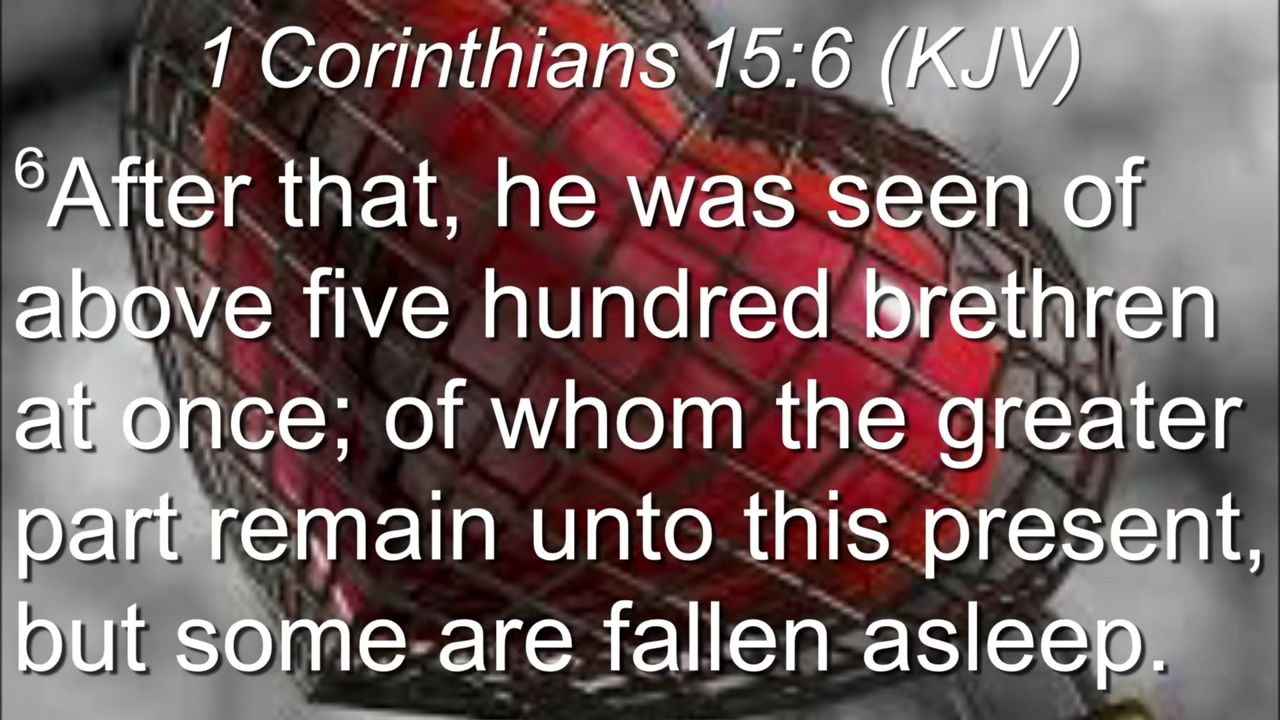 1 Corinthians 15:6 (KJV)
6After that, he was seen of
above five hundred brethren
at once; of whom the greater
part remain unto this present,
but some are fallen asleep.